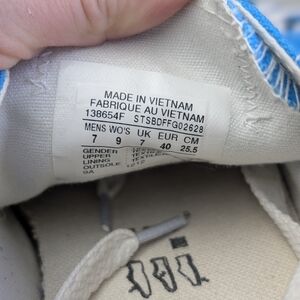 MADE IN VIETNAM
FABRIQUE AU VIETNAM
138654F STSBDFFG02628
MENS WO'S UK EUR CM
7 9 7 40 25.5
GENDER
UPPER
LINING
OUTSOLE
9A